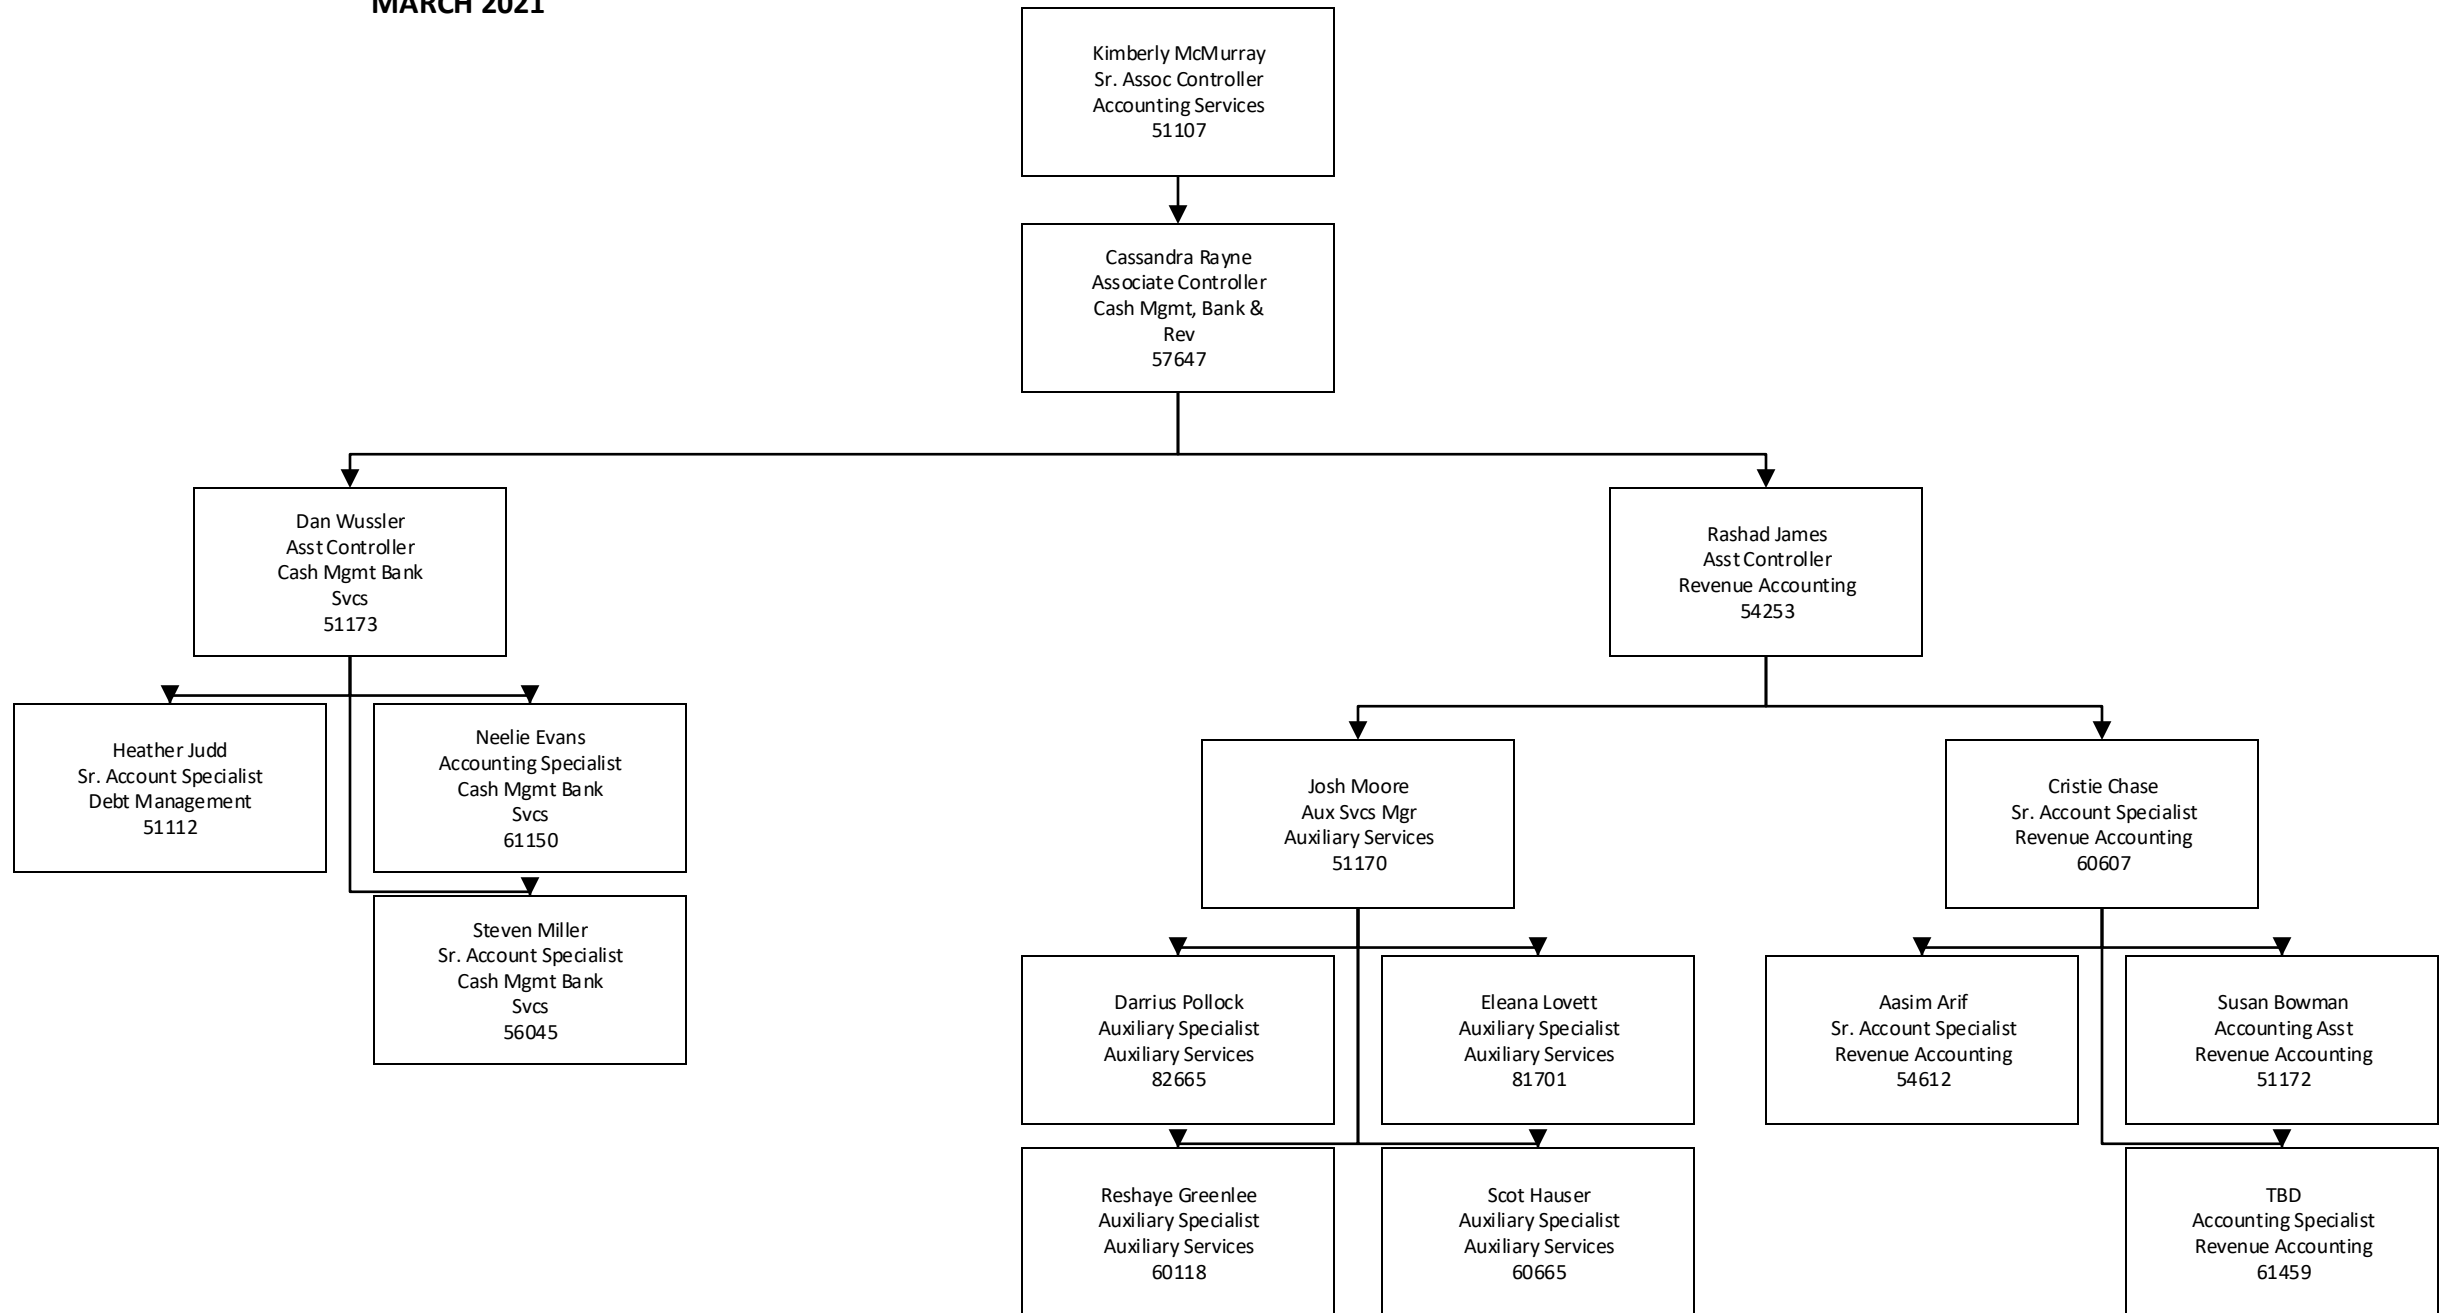 MARCH 2021
Kimberly McMurray
Sr. Assoc Controller
Accounting Services
51107
Cassandra Rayne
Associate Controller
Cash Mgmt, Bank &
Rev
57647
Dan Wussler
Asst Controller
Cash Mgmt Bank
Svcs
51173
Rashad James
Asst Controller
Revenue Accounting
54253
Heather Judd
Sr. Account Specialist
Debt Management
51112
Neelie Evans
Accounting Specialist
Cash Mgmt Bank
Svcs
61150
Steven Miller
Sr. Account Specialist
Cash Mgmt Bank
Svcs
56045
Josh Moore
Aux Svcs Mgr
Auxiliary Services
51170
Cristie Chase
Sr. Account Specialist
Revenue Accounting
60607
Darrius Pollock
Auxiliary Specialist
Auxiliary Services
82665
Eleana Lovett
Auxiliary Specialist
Auxiliary Services
81701
Aasim Arif
Sr. Account Specialist
Revenue Accounting
54612
Susan Bowman
Accounting Asst
Revenue Accounting
51172
Reshaye Greenlee
Auxiliary Specialist
Auxiliary Services
60118
Scot Hauser
Auxiliary Specialist
Auxiliary Services
60665
TBD
Accounting Specialist
Revenue Accounting
61459